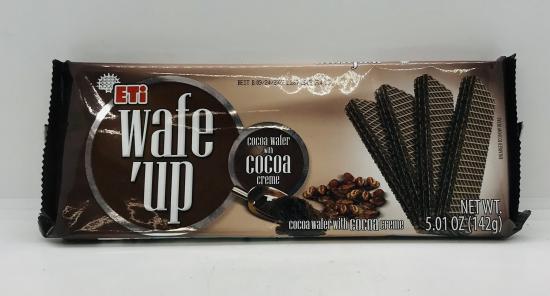 ETi
wafe
'up
cocoa wafer
with
COCOA
creme
cocoa wafer with COCOA creme
NET WT.
5.01 OZ (142g)